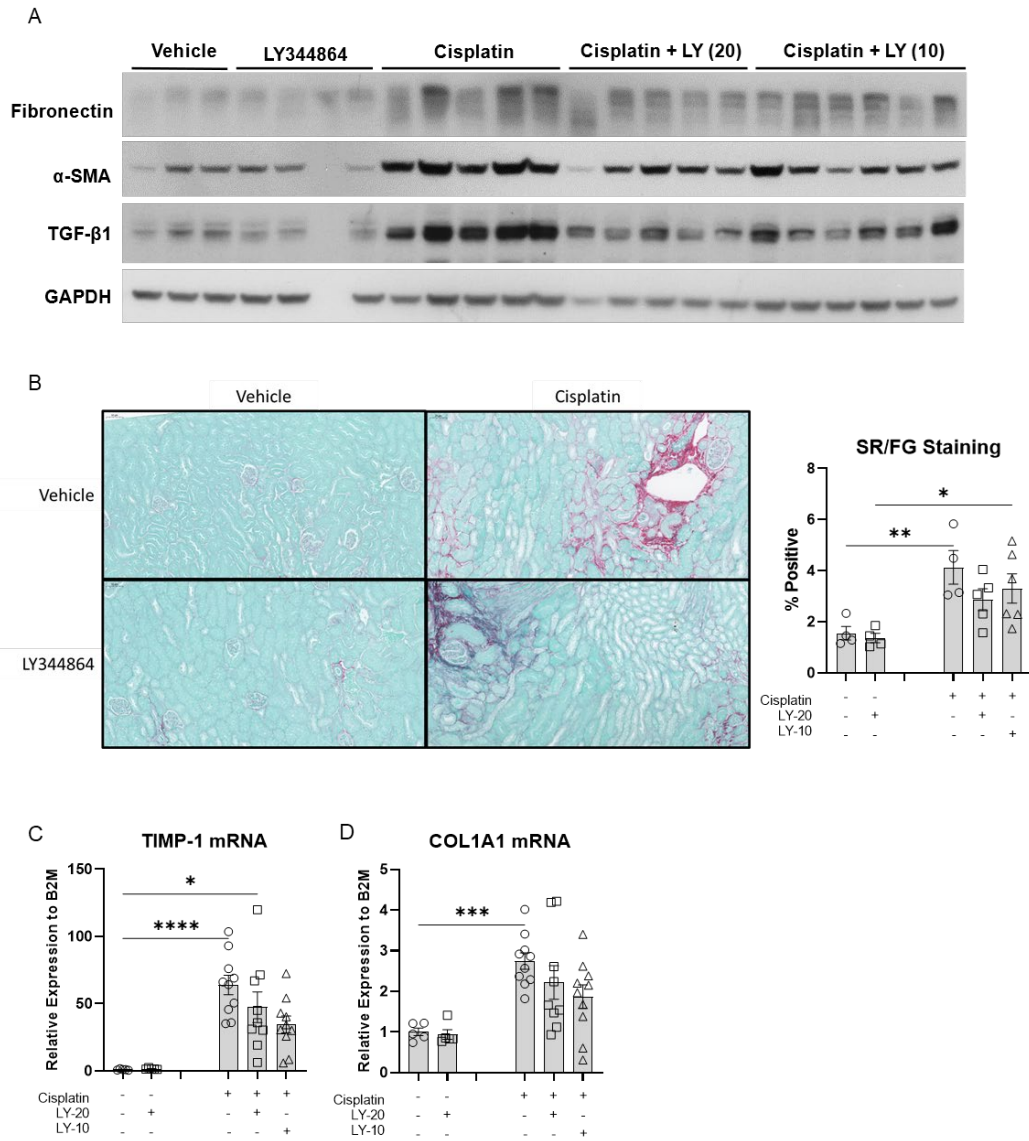 A
Vehicle LY344864 Cisplatin Cisplatin + LY (20) Cisplatin + LY (10)
Fibronectin
α-SMA
TGF-β1
GAPDH
B
Vehicle Cisplatin
Vehicle
LY344864
SR/FG Staining
% Positive
8
6
4
2
0
*
**
Cisplatin - - + + +
LY-20 - + - + -
LY-10 - - - - +
C
TIMP-1 mRNA
Relative Expression to B2M
150
100
50
0
*
****
Cisplatin - - + + +
LY-20 - + - + -
LY-10 - - - - +
D
COL1A1 mRNA
Relative Expression to B2M
5
4
3
2
1
0
***
Cisplatin - - + + +
LY-20 - + - + -
LY-10 - - - - +